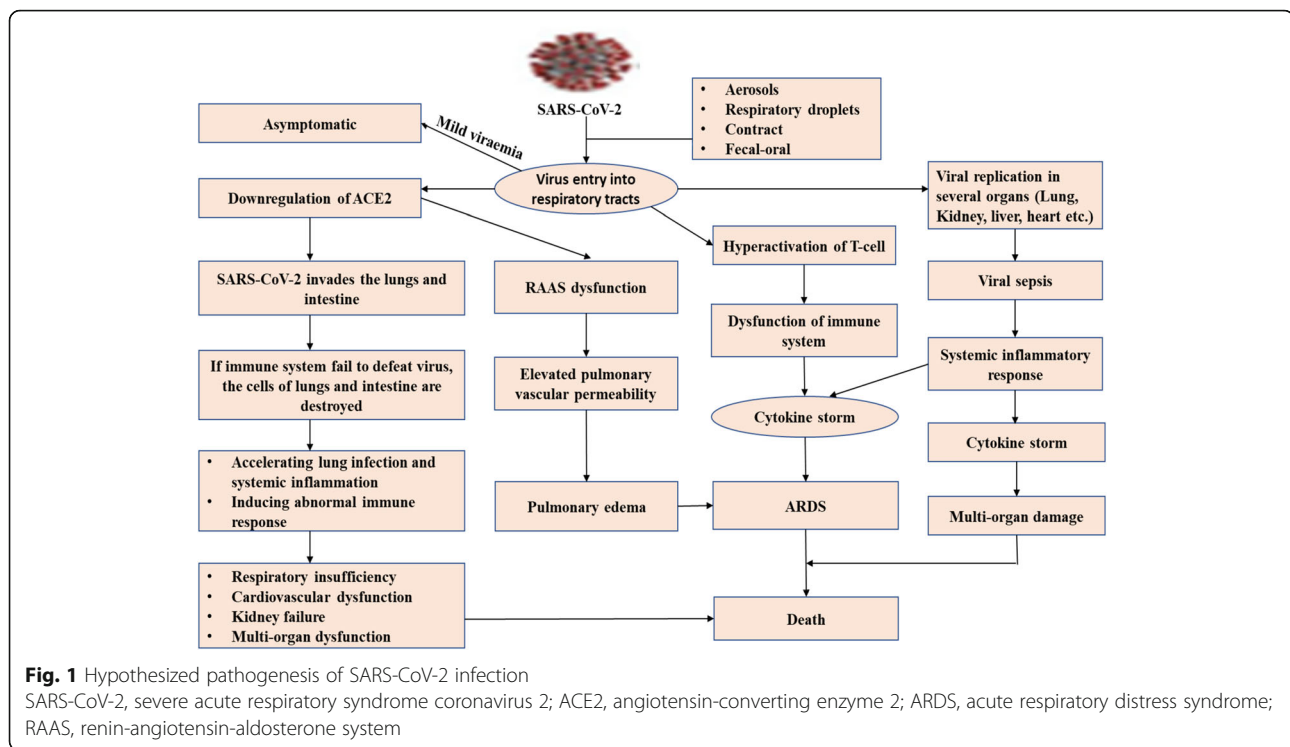 SARS-CoV-2
• Aerosols
• Respiratory droplets
• Contract
• Fecal-oral
Asymptomatic
Mild viraemia
Virus entry into
respiratory tracts
Downregulation of ACE2
Viral replication in
several organs (Lung,
Kidney, liver, heart etc.)
Hyperactivation of T-cell
SARS-CoV-2 invades the lungs and
intestine
RAAS dysfunction
Viral sepsis
Dysfunction of immune
system
If immune system fail to defeat virus,
the cells of lungs and intestine are
destroyed
Elevated pulmonary
vascular permeability
Systemic inflammatory
response
Cytokine storm
Cytokine storm
• Accelerating lung infection and
systemic inflammation
• Inducing abnormal immune
response
Pulmonary edema
ARDS
Multi-organ damage
• Respiratory insufficiency
• Cardiovascular dysfunction
• Kidney failure
• Multi-organ dysfunction
Death
Fig. 1 Hypothesized pathogenesis of SARS-CoV-2 infection
SARS-CoV-2, severe acute respiratory syndrome coronavirus 2; ACE2, angiotensin-converting enzyme 2; ARDS, acute respiratory distress syndrome;
RAAS, renin-angiotensin-aldosterone system